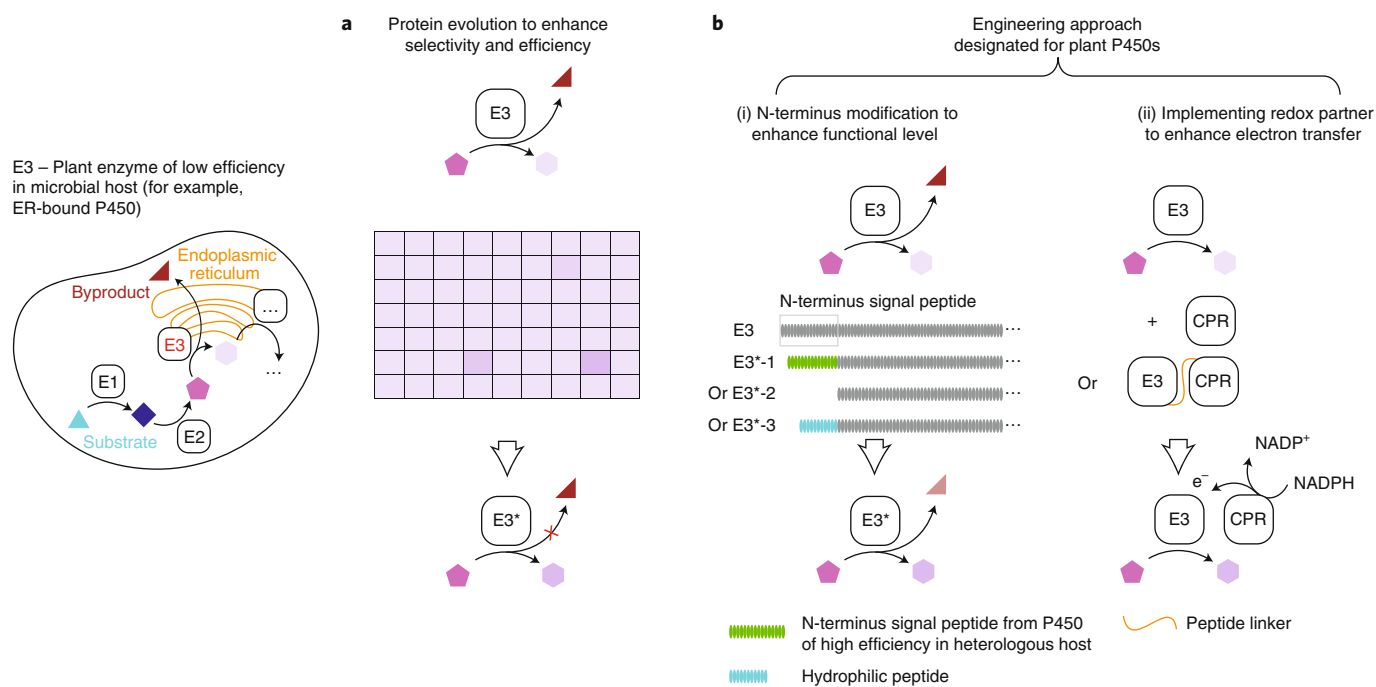 E3 – Plant enzyme of low efficiency
in microbial host (for example,
ER-bound P450)
Endoplasmic
reticulum
Byproduct
...
E3
...
E1
E2
Substrate
a
Protein evolution to enhance
selectivity and efficiency
E3
E3*
b
Engineering approach
designated for plant P450s
(i) N-terminus modification to
enhance functional level
E3
N-terminus signal peptide
E3 ...
E3*-1 ...
Or E3*-2 ...
Or E3*-3 ...
E3*
N-terminus signal peptide from P450
of high efficiency in heterologous host
Hydrophilic peptide
(ii) Implementing redox partner
to enhance electron transfer
E3
+ CPR
Or E3 CPR
NADP⁺
e⁻
NADPH
E3 CPR
Peptide linker